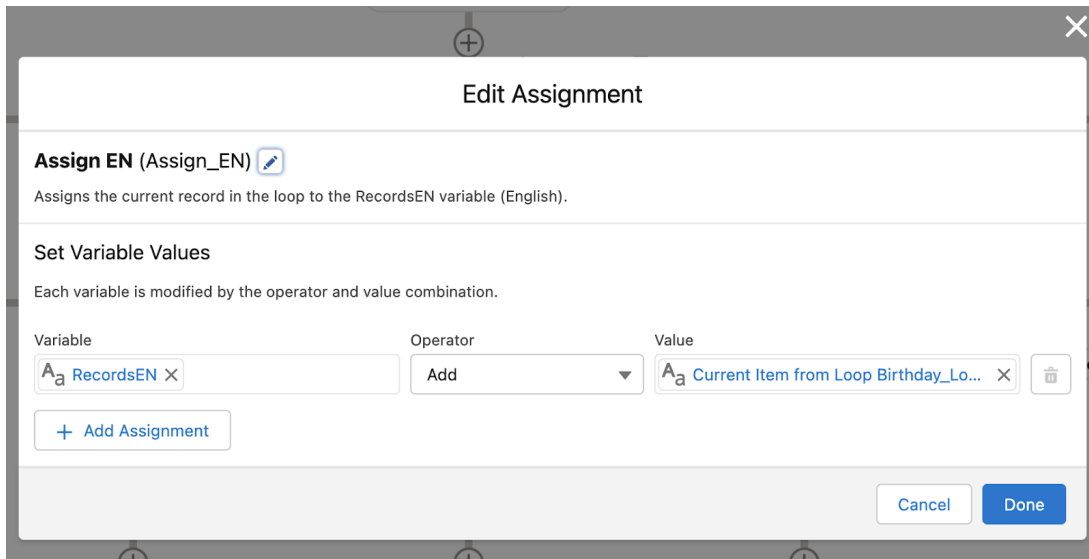 Edit Assignment
Assign EN (Assign_EN)
Assigns the current record in the loop to the RecordsEN variable (English).
Set Variable Values
Each variable is modified by the operator and value combination.
Variable Operator Value
Aa RecordsEN Add Aa Current Item from Loop Birthday_Lo...
+ Add Assignment
Cancel Done